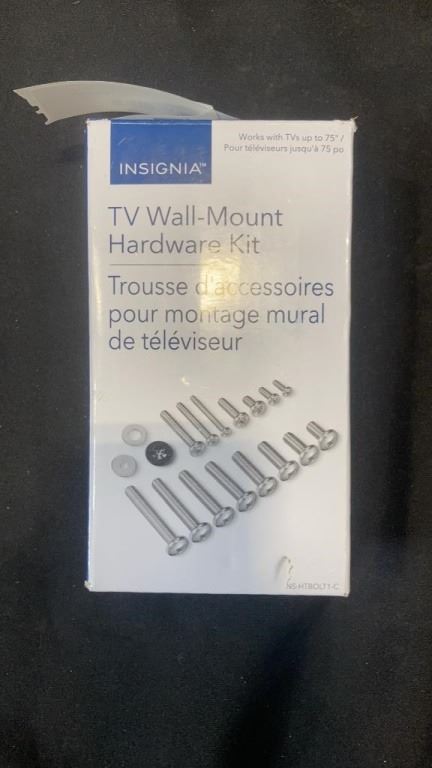 Works with TVs up to 75" /
Pour téléviseurs jusqu'à 75 po
INSIGNIA™
TV Wall-Mount
Hardware Kit
Trousse d'accessoires
pour montage mural
de téléviseur
NS-HTBOLT1-C